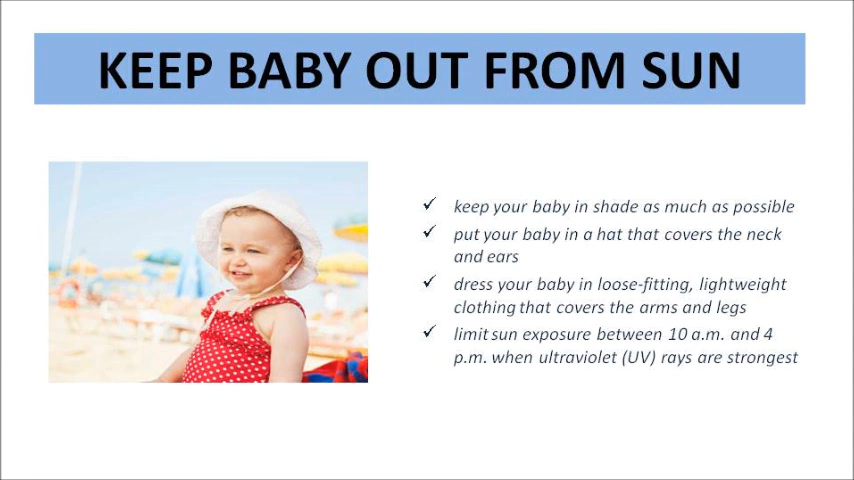 KEEP BABY OUT FROM SUN
✓ keep your baby in shade as much as possible
✓ put your baby in a hat that covers the neck
and ears
✓ dress your baby in loose-fitting, lightweight
clothing that covers the arms and legs
✓ limit sun exposure between 10 a.m. and 4
p.m. when ultraviolet (UV) rays are strongest